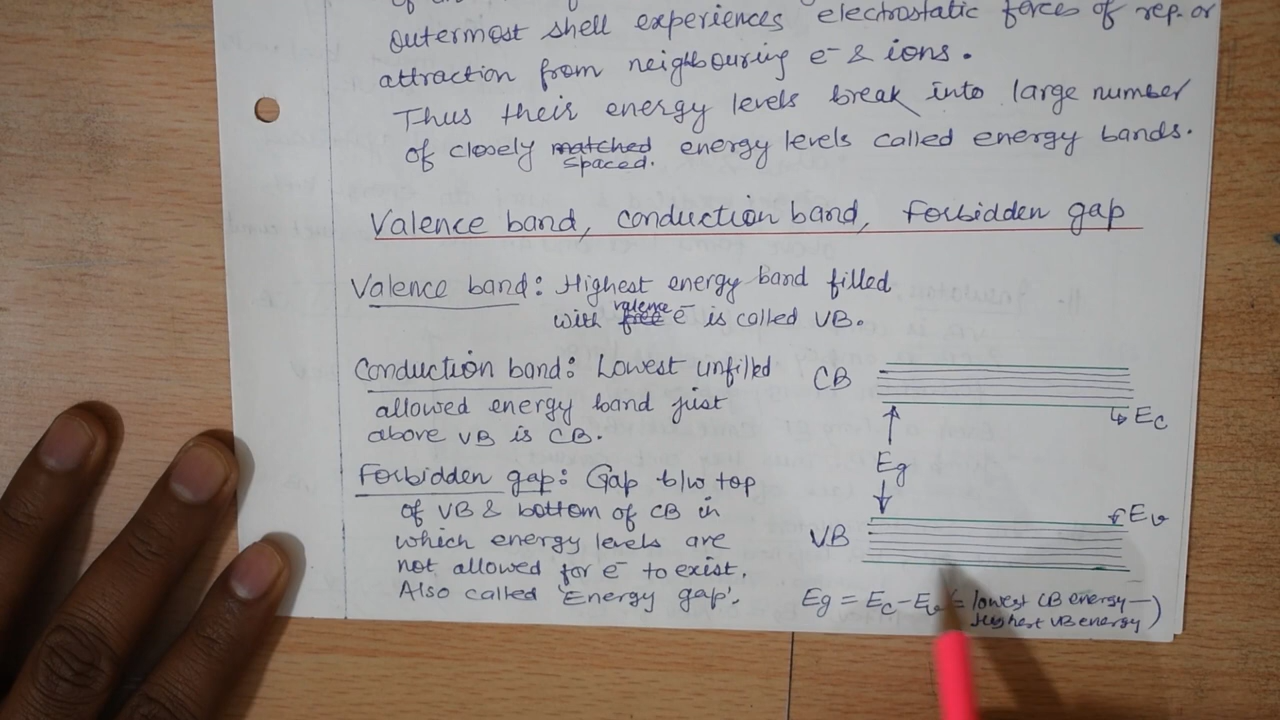 outermost shell experiences electrostatic forces of rep. or
attraction from neighbouring e⁻ & ions.
Thus their energy levels break into large number
of closely matched energy levels called energy bands.
spaced.
Valence band, conduction band, Forbidden gap
Valence band: Highest energy band filled
valence
with free e⁻ is called VB.
Conduction band: Lowest unfilled
allowed energy band just
above VB is CB.
Forbidden gap: Gap b/w top
of VB & bottom of CB in
which energy levels are
not allowed for e⁻ to exist.
Also called 'Energy gap'.
CB
Ec
Eg
Ev
VB
Eg = Ec - Ev (= lowest CB energy —
Highest VB energy)